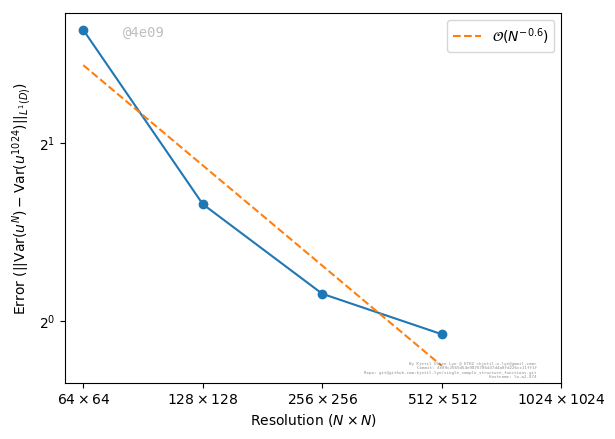 @4e09
𝒪(N^−0.6)
Error (||Var(u^N) − Var(u^1024)||_L^1(D))
2^1
2^0
64 × 64 128 × 128 256 × 256 512 × 512 1024 × 1024
Resolution (N × N)